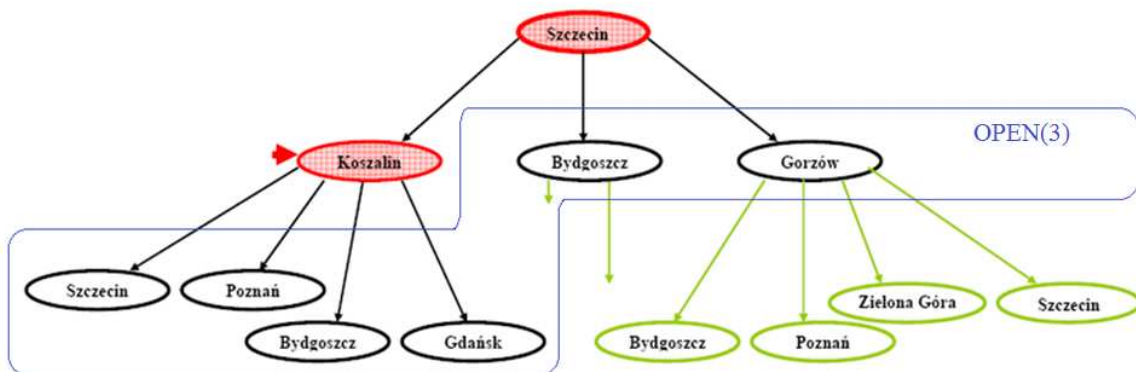 Szczecin
OPEN(3)
Koszalin
Bydgoszcz
Gorzów
Szczecin
Poznań
Zielona Góra
Szczecin
Bydgoszcz
Gdańsk
Bydgoszcz
Poznań